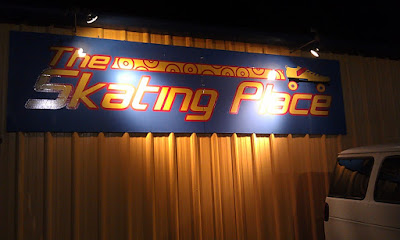 The
Skating Place